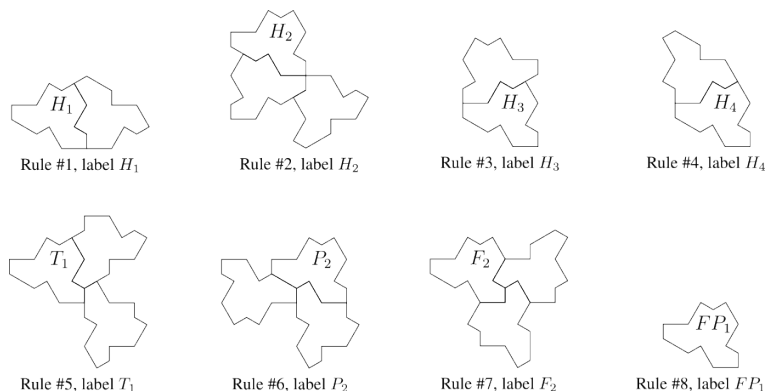 H₁
H₂
H₃
H₄
Rule #1, label H₁
Rule #2, label H₂
Rule #3, label H₃
Rule #4, label H₄
T₁
P₂
F₂
FP₁
Rule #5, label T₁
Rule #6, label P₂
Rule #7, label F₂
Rule #8, label FP₁